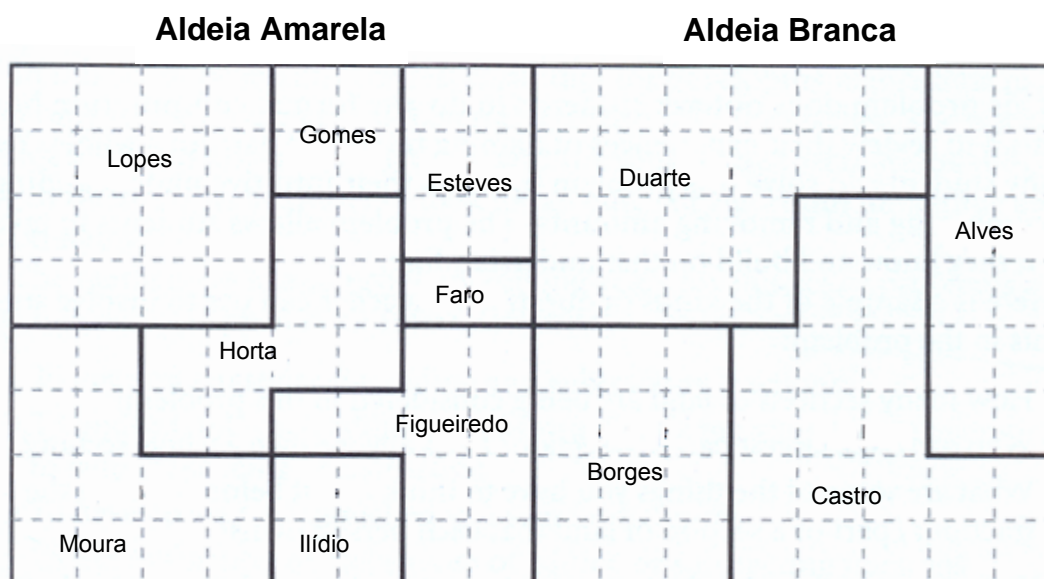 Aldeia Amarela
Aldeia Branca
Lopes
Gomes
Esteves
Duarte
Alves
Faro
Horta
Figueiredo
Borges
Castro
Moura
Ilídio